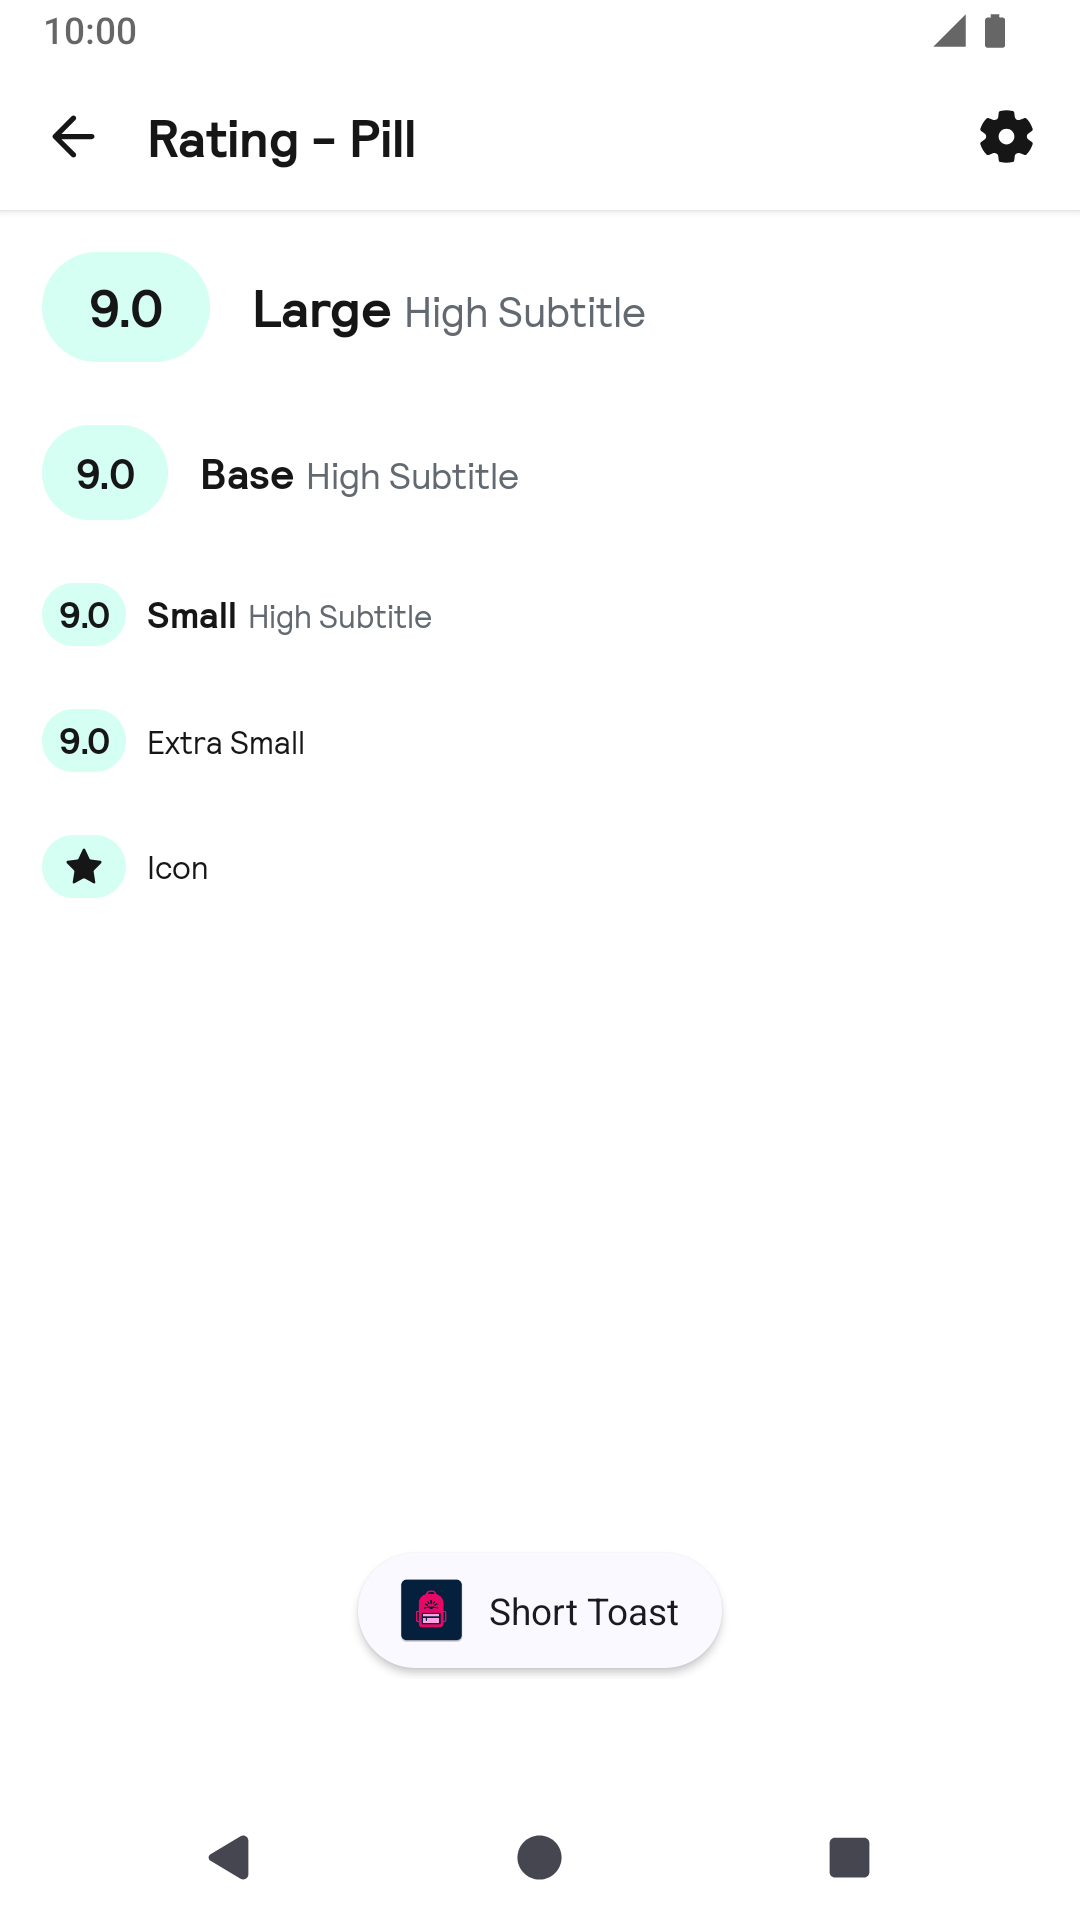 10:00
Rating – Pill
9.0 Large High Subtitle
9.0 Base High Subtitle
9.0 Small High Subtitle
9.0 Extra Small
Icon
Short Toast